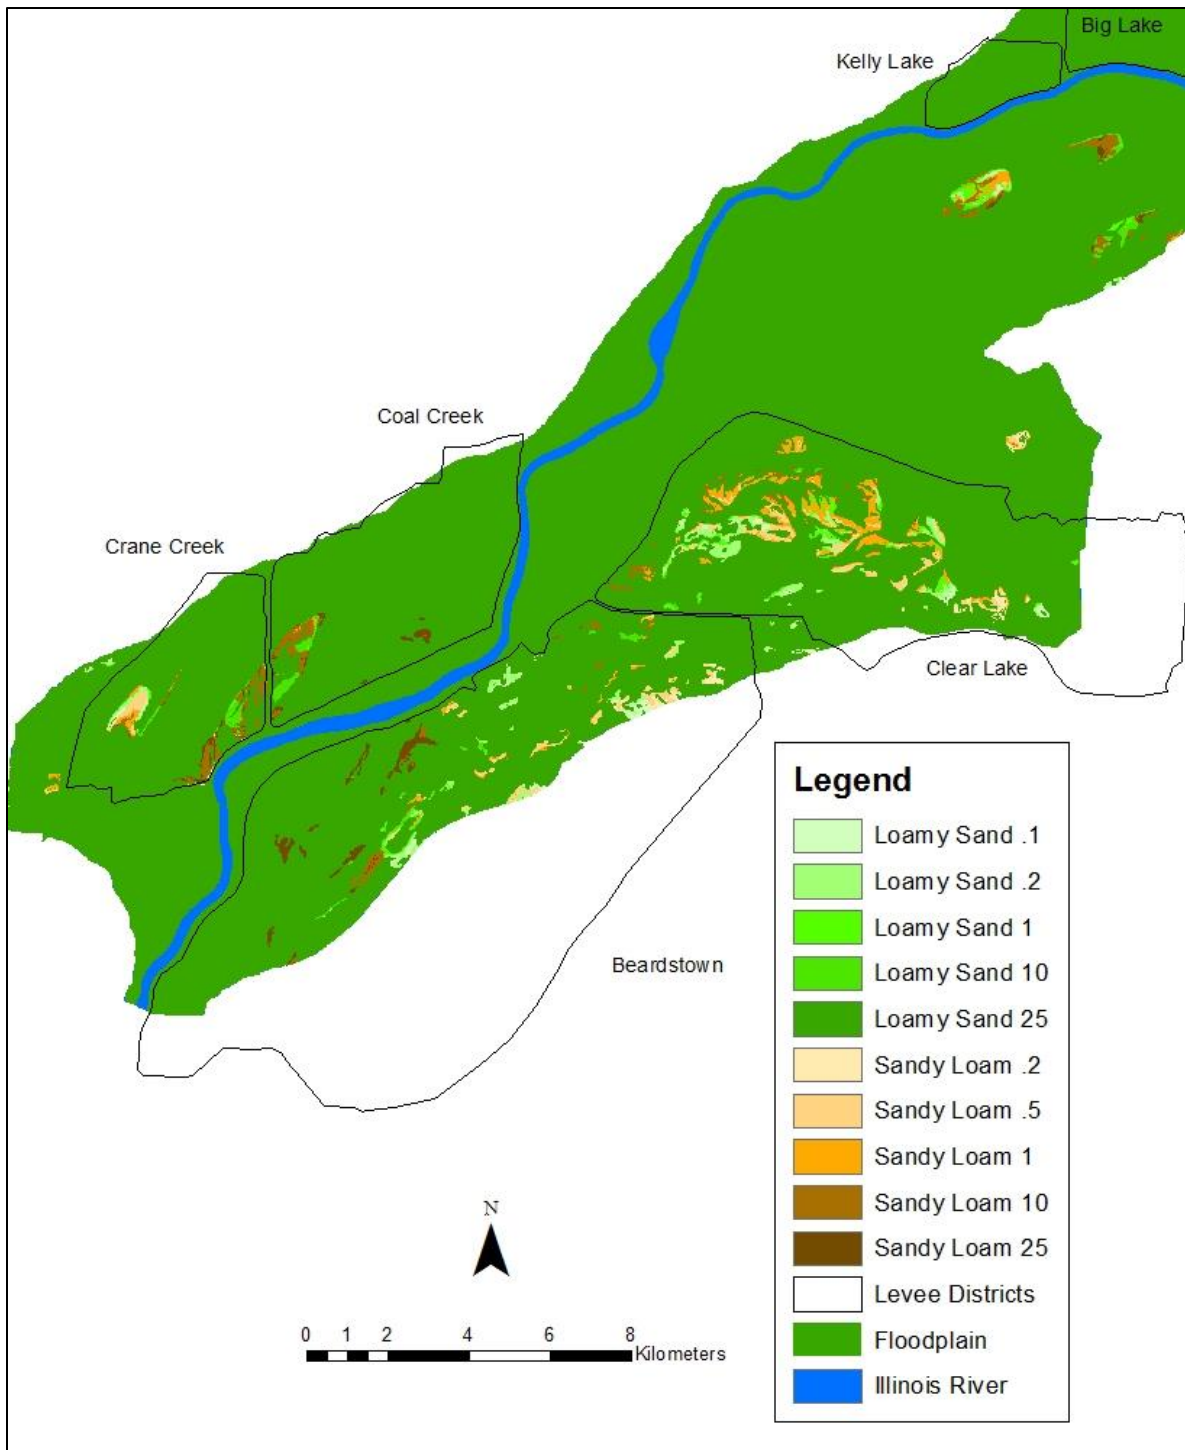 Big Lake
Kelly Lake
Coal Creek
Crane Creek
Clear Lake
Beardstown
Legend
Loamy Sand .1
Loamy Sand .2
Loamy Sand 1
Loamy Sand 10
Loamy Sand 25
Sandy Loam .2
Sandy Loam .5
Sandy Loam 1
Sandy Loam 10
Sandy Loam 25
Levee Districts
Floodplain
Illinois River
N
0 1 2 4 6 8
Kilometers